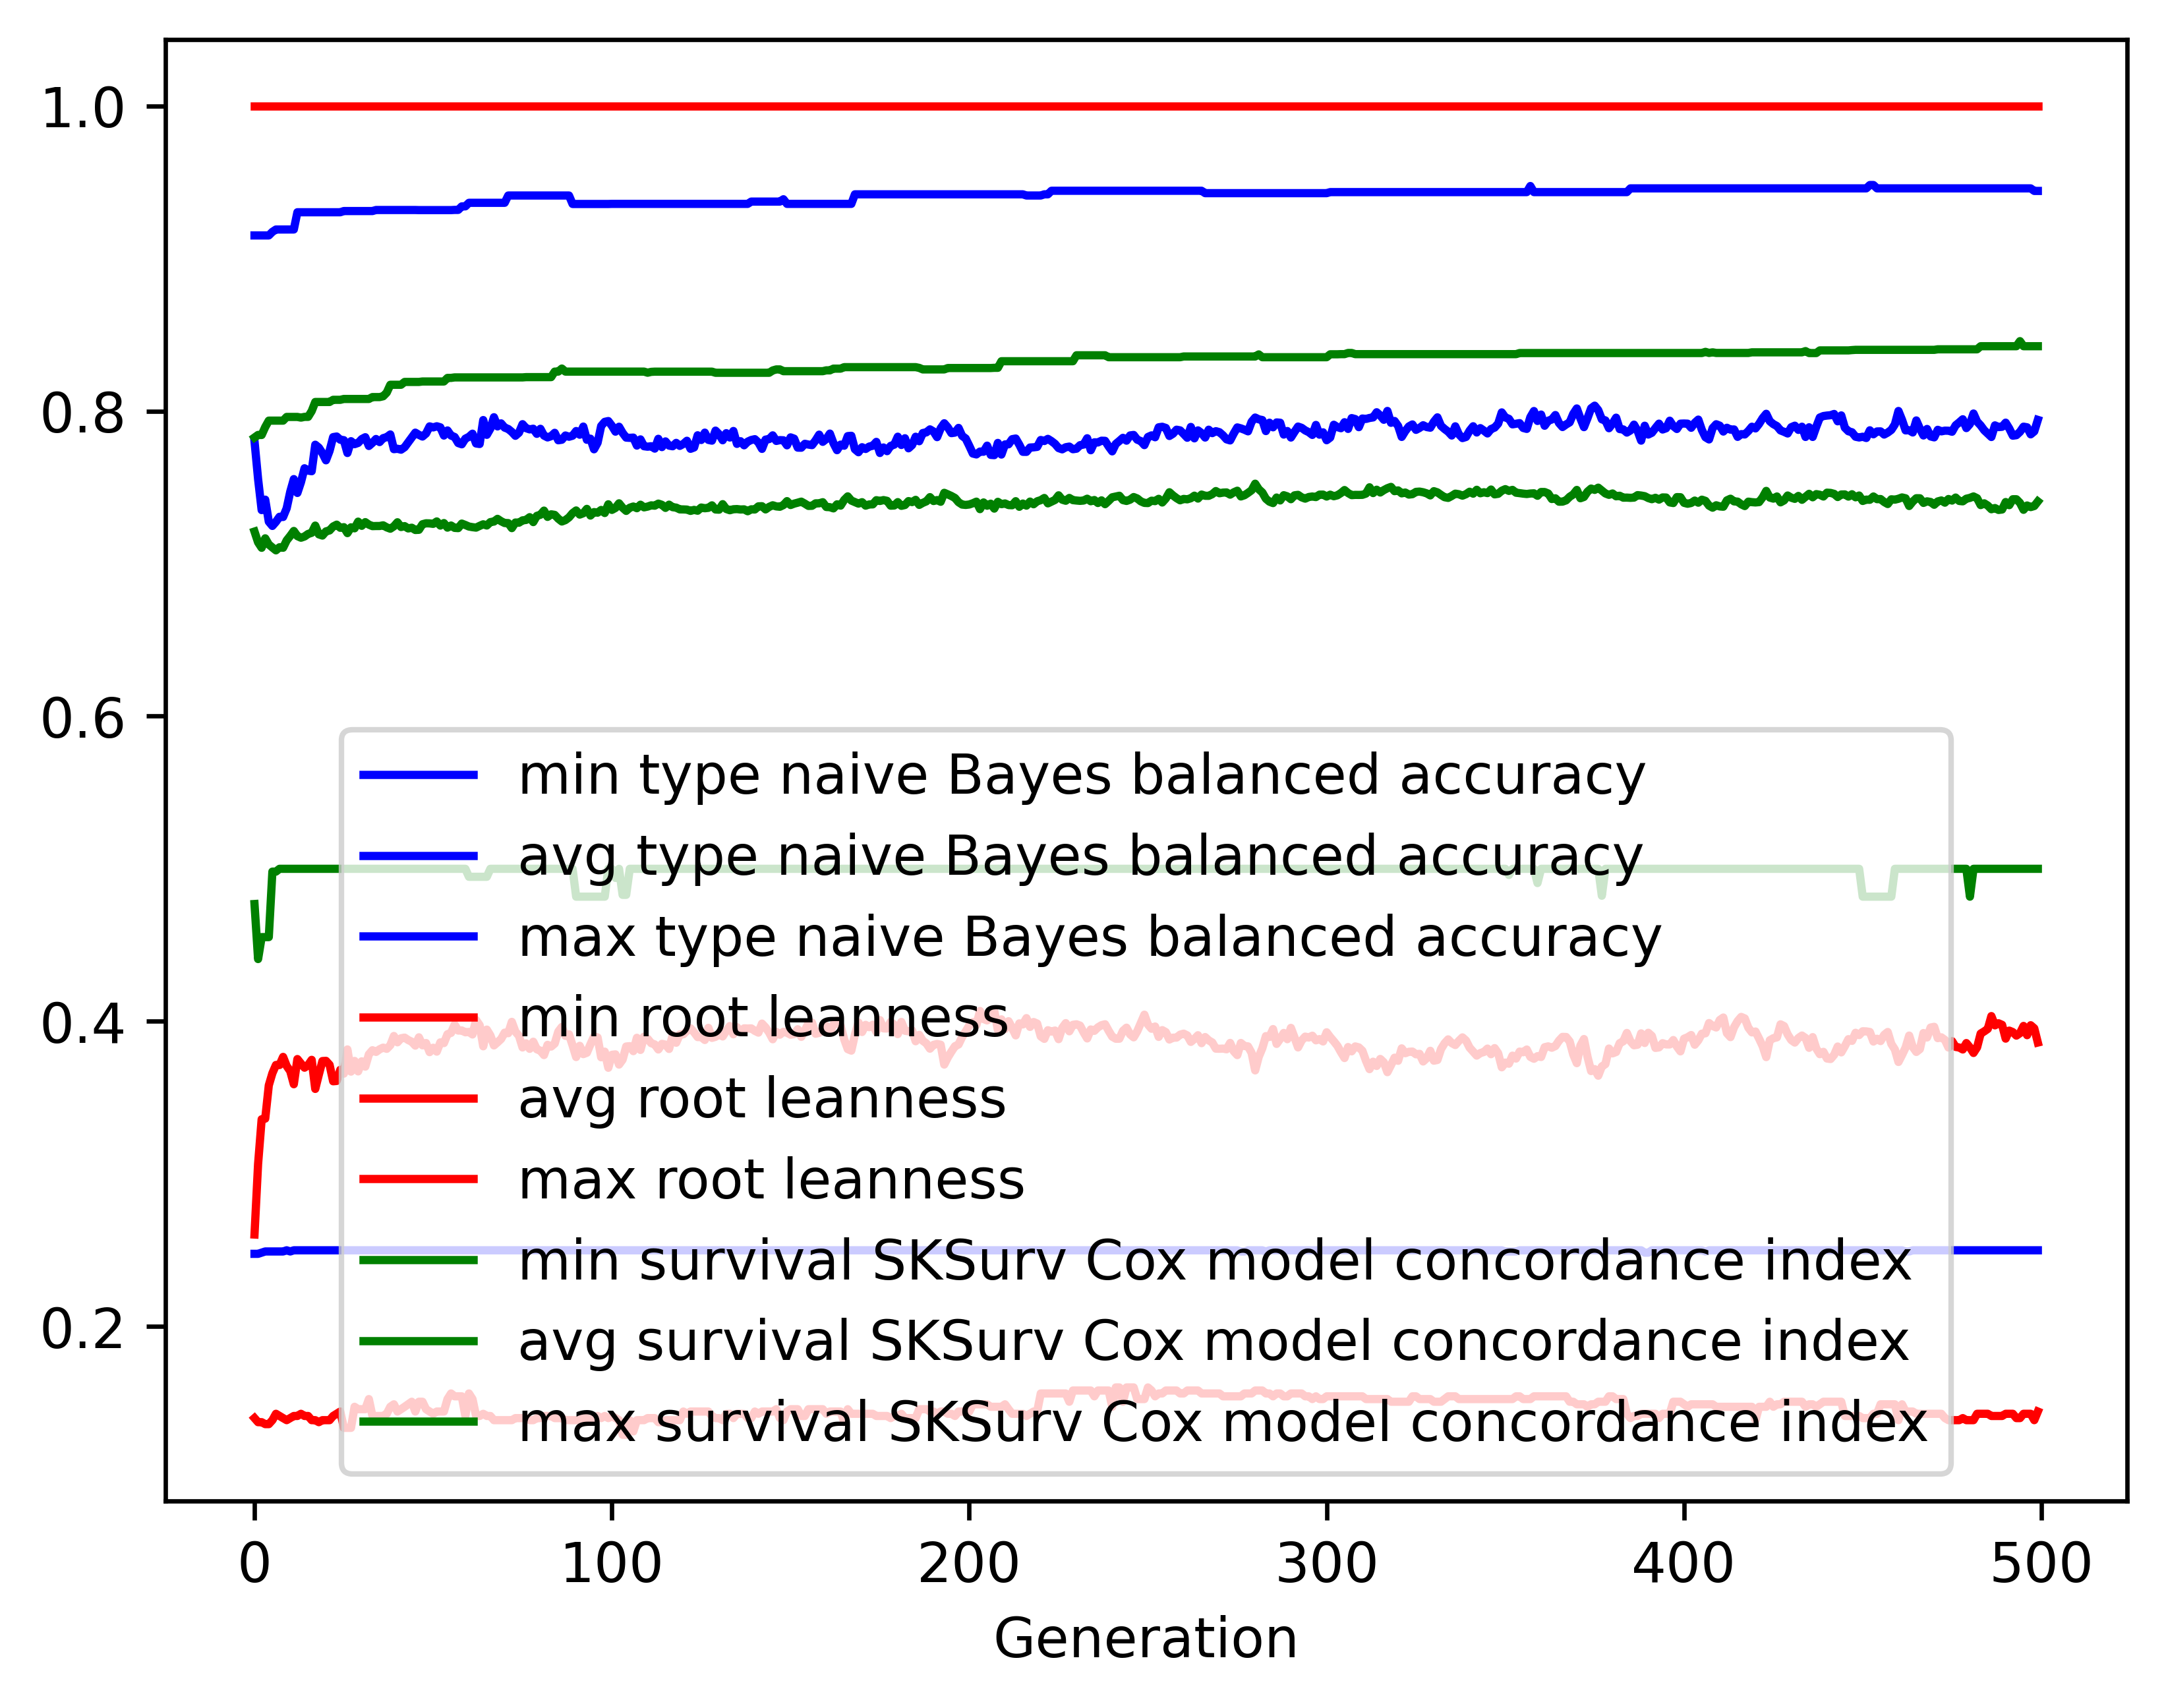 1.0
0.8
0.6
0.4
0.2
min type naive Bayes balanced accuracy
avg type naive Bayes balanced accuracy
max type naive Bayes balanced accuracy
min root leanness
avg root leanness
max root leanness
min survival SKSurv Cox model concordance index
avg survival SKSurv Cox model concordance index
max survival SKSurv Cox model concordance index
0 100 200 300 400 500
Generation